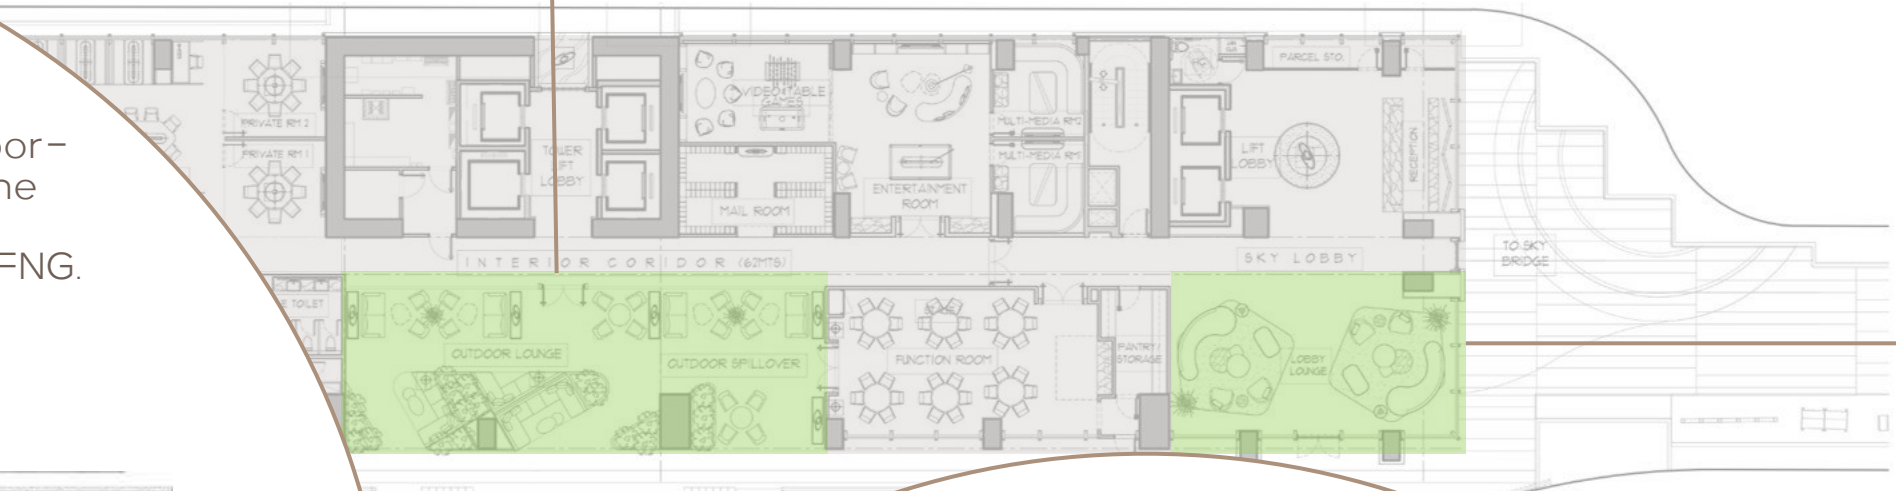 oor-
ne
FNG.
PRIVATE RM 2
PRIVATE RM 1
TOWER
LIFT
LOBBY
VIDEO/TABLE
GAMES
MAIL ROOM
ENTERTAINMENT
ROOM
MULTI-MEDIA RM2
MULTI-MEDIA RM1
PARCEL STO.
LIFT
LOBBY
RECEPTION
INTERIOR CORIDOR (62MTS)
SKY LOBBY
TO SKY
BRIDGE
E TOILET
OUTDOOR LOUNGE
OUTDOOR SPILLOVER
FUNCTION ROOM
PANTRY/
STORAGE
LOBBY
LOUNGE